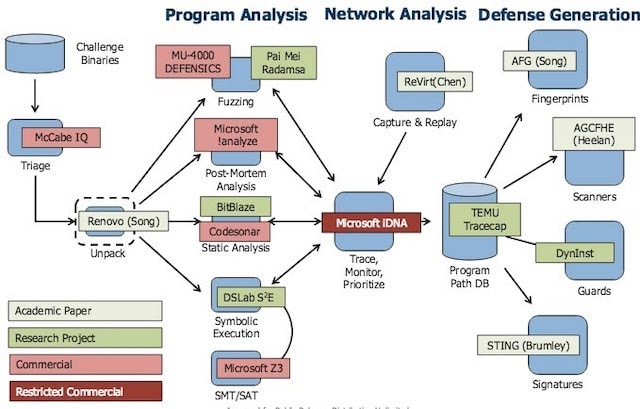 Program Analysis
Network Analysis
Defense Generation
Challenge
Binaries
McCabe IQ
Triage
Renovo (Song)
Unpack
MU-4000
DEFENSICS
Pai Mei
Radamsa
Fuzzing
Microsoft
!analyze
Post-Mortem
Analysis
BitBlaze
Codesonar
Static Analysis
DSLab S²E
Symbolic
Execution
Microsoft Z3
SMT/SAT
ReVirt(Chen)
Capture & Replay
Microsoft iDNA
Trace,
Monitor,
Prioritize
TEMU
Tracecap
Program
Path DB
AFG (Song)
Fingerprints
AGCFHE
(Heelan)
Scanners
DynInst
Guards
STING (Brumley)
Signatures
Academic Paper
Research Project
Commercial
Restricted Commercial